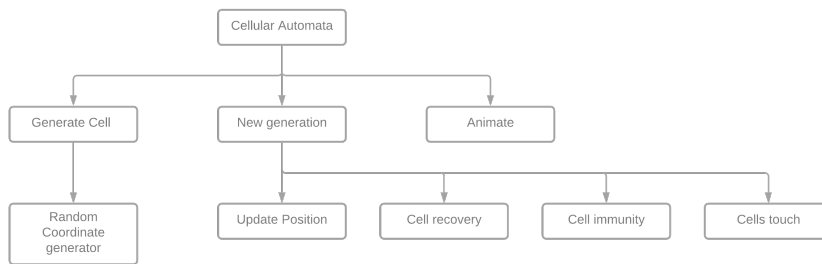 Cellular Automata
Generate Cell
New generation
Animate
Random
Coordinate
generator
Update Position
Cell recovery
Cell immunity
Cells touch